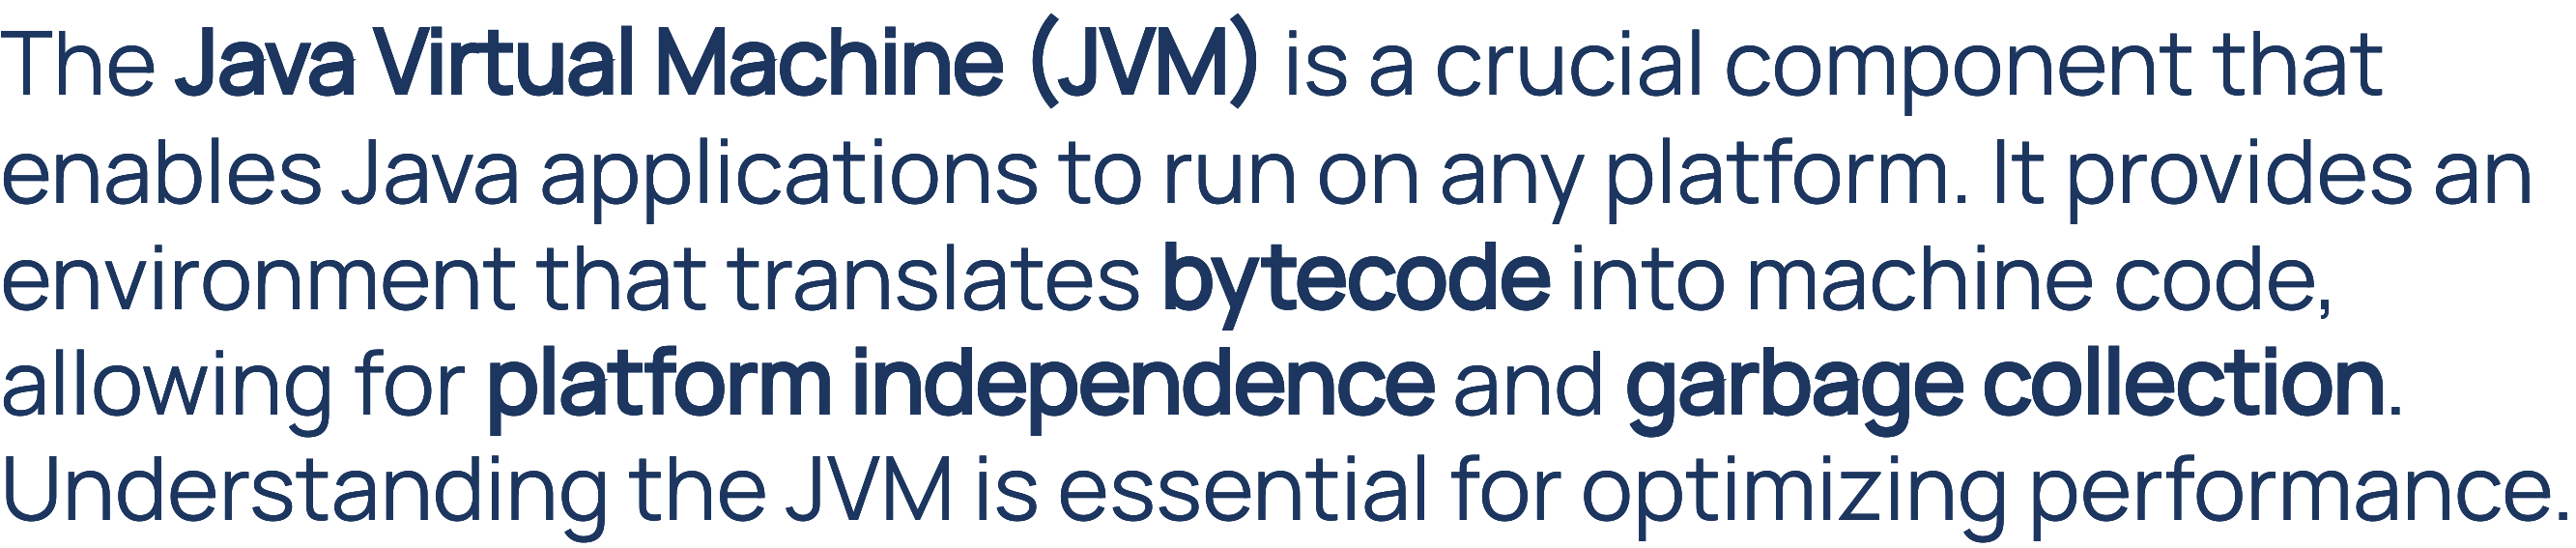 The Java Virtual Machine (JVM) is a crucial component that
enables Java applications to run on any platform. It provides an
environment that translates bytecode into machine code,
allowing for platform independence and garbage collection.
Understanding the JVM is essential for optimizing performance.